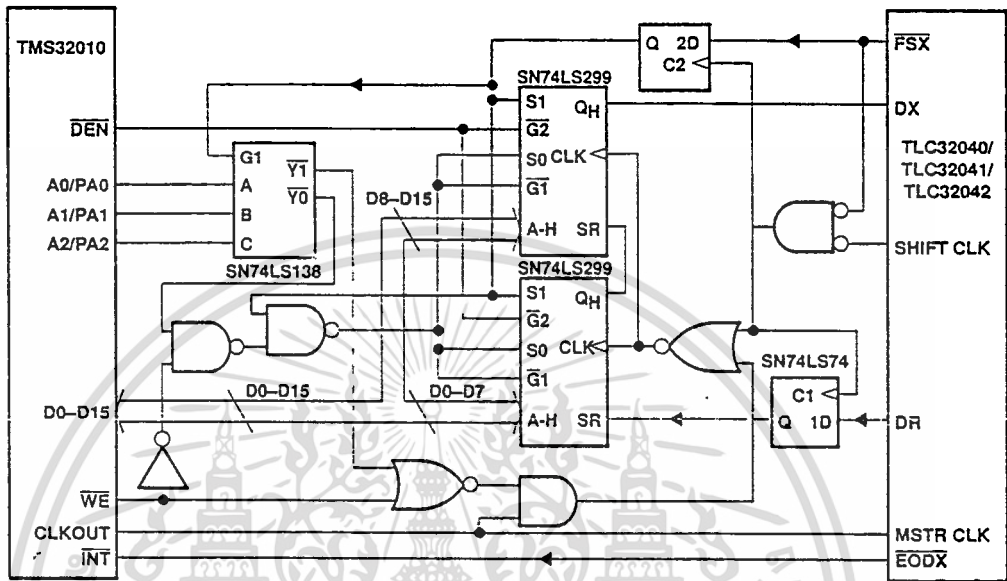 TMS32010
DEN
A0/PA0
A1/PA1
A2/PA2
D0–D15
WE
CLKOUT
INT
G1
A
B
C
Y1
Y0
SN74LS138
D0–D15
D8–D15
D0–D7
SN74LS299
S1
G2
S0
G1
A-H
QH
CLK
SR
SN74LS299
S1
G2
S0
G1
A-H
QH
CLK
SR
Q
2D
C2
SN74LS74
C1
Q
1D
FSX
DX
TLC32040/
TLC32041/
TLC32042
SHIFT CLK
DR
MSTR CLK
EODX